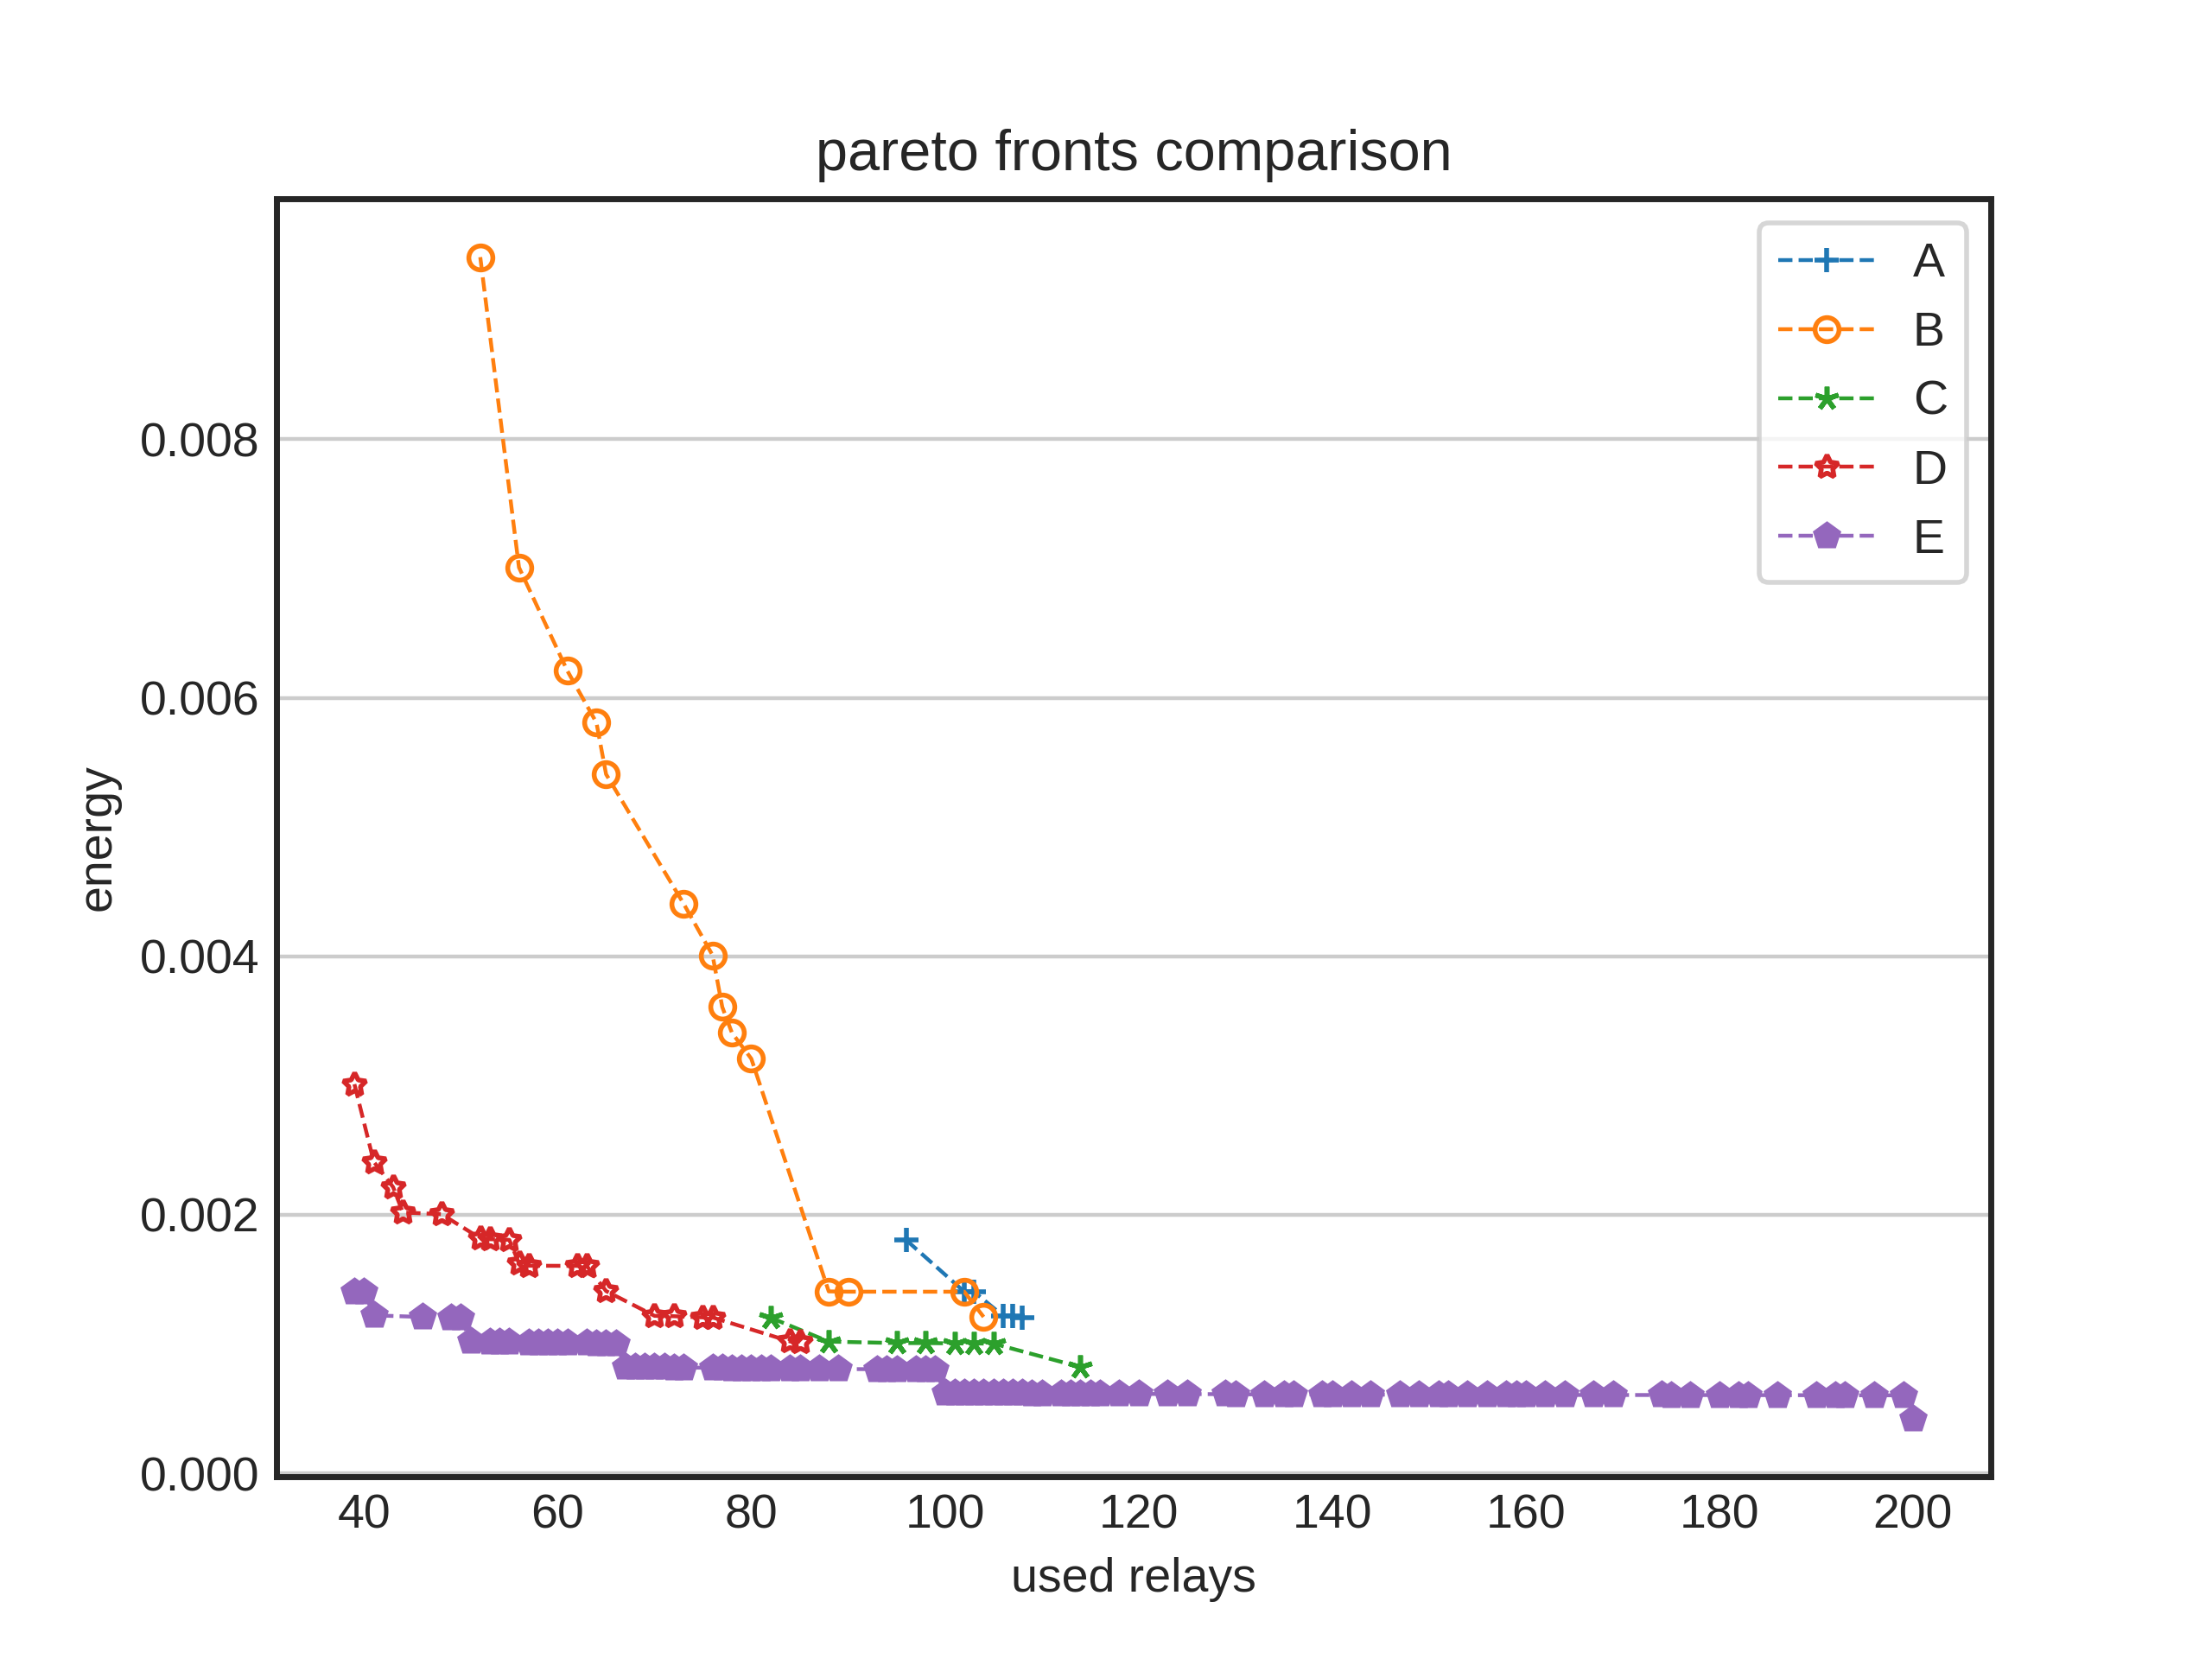 pareto fronts comparison
A
B
C
D
E
energy
0.008
0.006
0.004
0.002
0.000
40 60 80 100 120 140 160 180 200
used relays